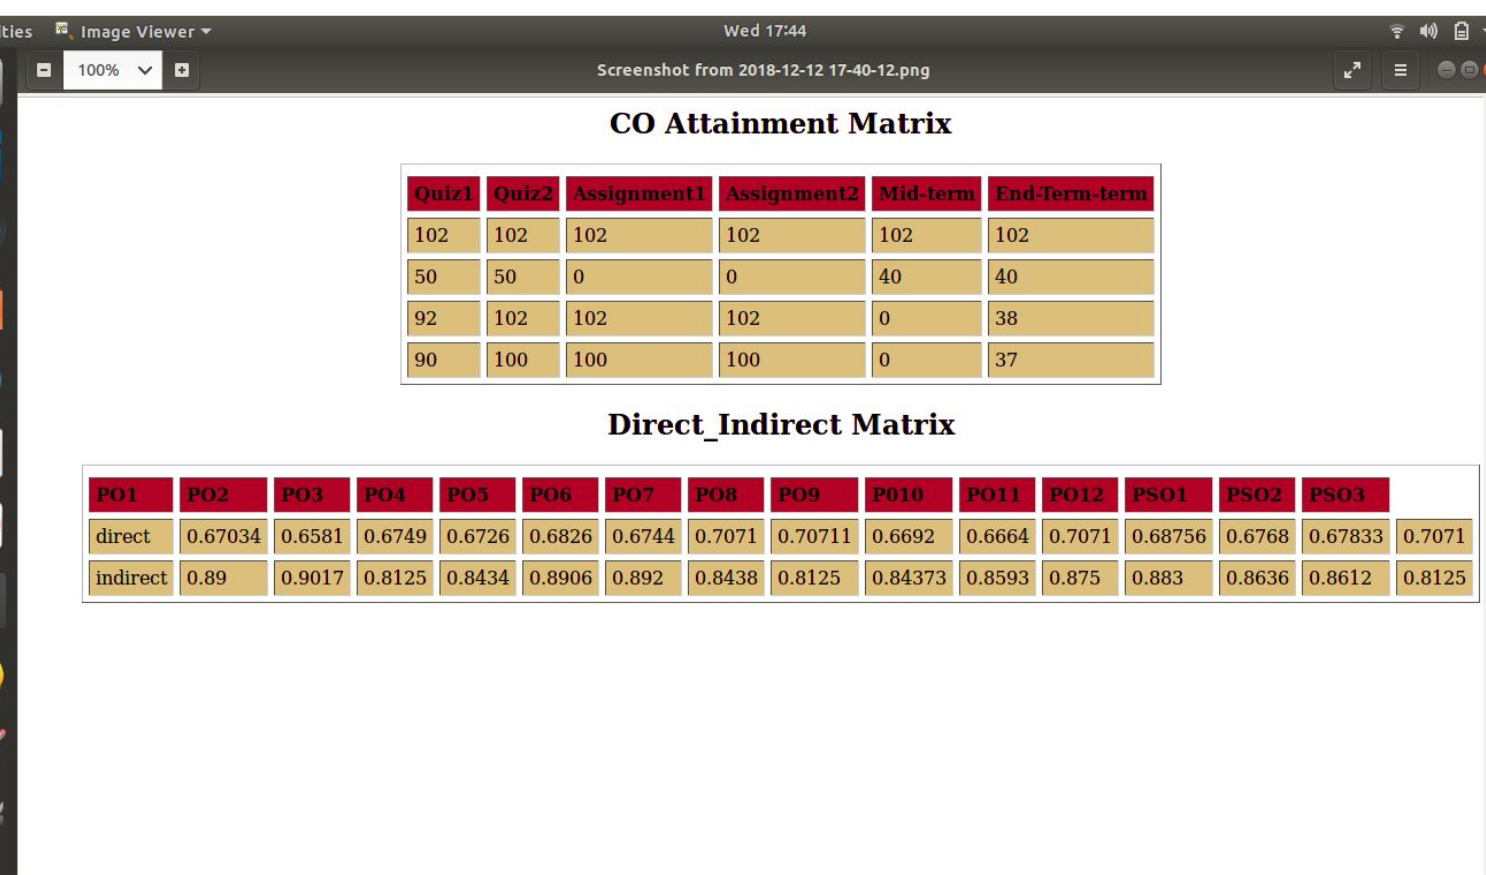 ities Image Viewer Wed 17:44
100% Screenshot from 2018-12-12 17-40-12.png
CO Attainment Matrix
Quiz1 Quiz2 Assignment1 Assignment2 Mid-term End-Term-term
102 102 102 102 102 102
50 50 0 0 40 40
92 102 102 102 0 38
90 100 100 100 0 37
Direct_Indirect Matrix
PO1 PO2 PO3 PO4 PO5 PO6 PO7 PO8 PO9 P010 PO11 PO12 PSO1 PSO2 PSO3
direct 0.67034 0.6581 0.6749 0.6726 0.6826 0.6744 0.7071 0.70711 0.6692 0.6664 0.7071 0.68756 0.6768 0.67833 0.7071
indirect 0.89 0.9017 0.8125 0.8434 0.8906 0.892 0.8438 0.8125 0.84373 0.8593 0.875 0.883 0.8636 0.8612 0.8125